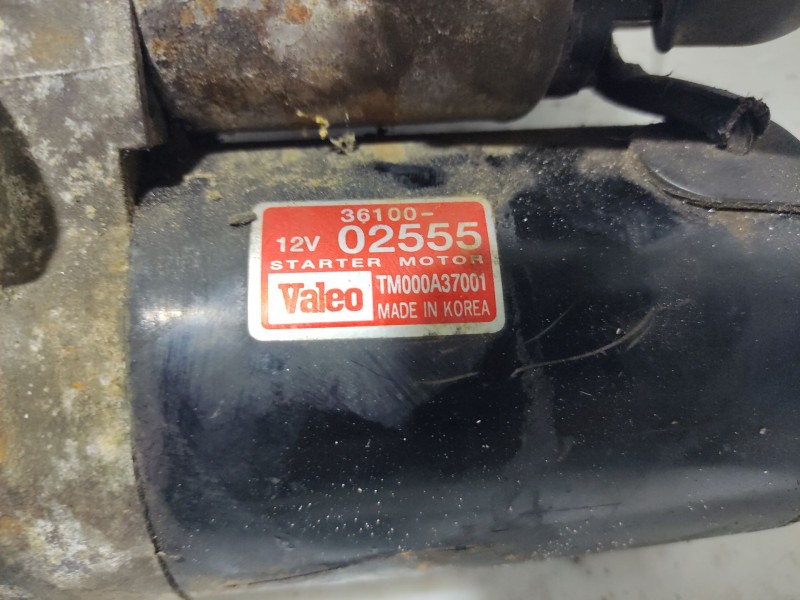 36100-
12V 02555
STARTER MOTOR
Valeo TM000A37001
MADE IN KOREA